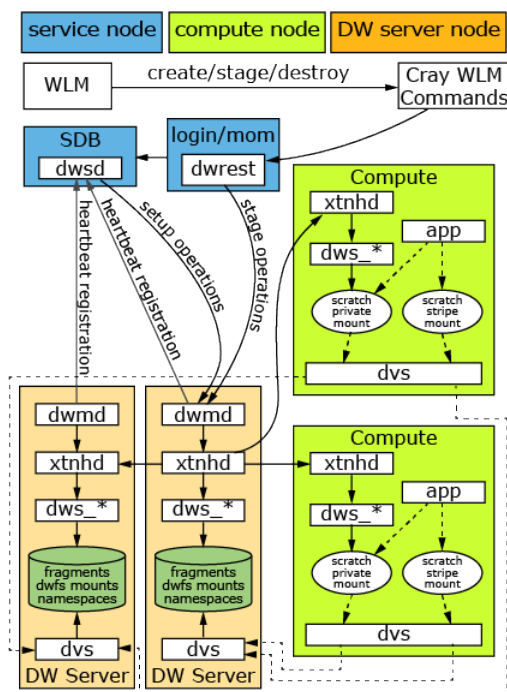 service node
compute node
DW server node
WLM
create/stage/destroy
Cray WLM
Commands
SDB
dwsd
login/mom
dwrest
heartbeat registration
heartbeat registration
setup operations
stage operations
Compute
xtnhd
app
dws_*
scratch
private
mount
scratch
stripe
mount
dvs
dwmd
dwmd
xtnhd
xtnhd
dws_*
dws_*
fragments
dwfs mounts
namespaces
fragments
dwfs mounts
namespaces
dvs
dvs
DW Server
DW Server
Compute
xtnhd
app
dws_*
scratch
private
mount
scratch
stripe
mount
dvs